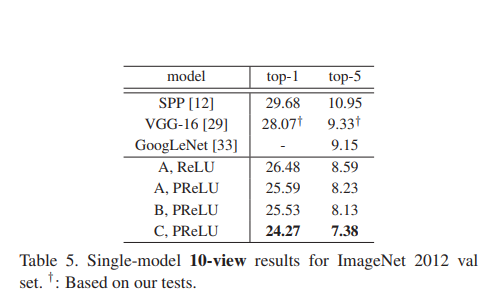 model top-1 top-5
SPP [12] 29.68 10.95
VGG-16 [29] 28.07† 9.33†
GoogLeNet [33] - 9.15
A, ReLU 26.48 8.59
A, PReLU 25.59 8.23
B, PReLU 25.53 8.13
C, PReLU 24.27 7.38
Table 5. Single-model 10-view results for ImageNet 2012 val
set. †: Based on our tests.